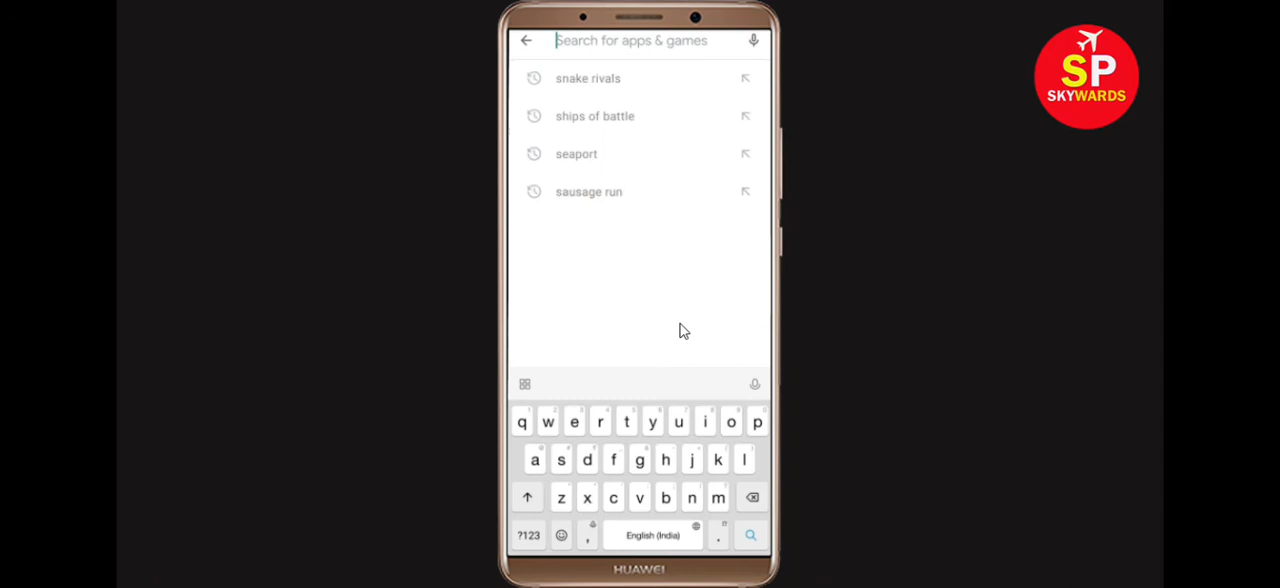 Search for apps & games
SP
SKYWARDS
snake rivals
ships of battle
seaport
sausage run
q w e r t y u i o p
a s d f g h j k l
z x c v b n m
?123 , English (India) .
HUAWEI